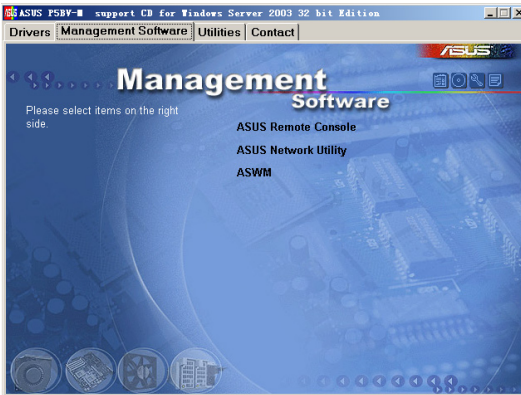 ASUS P5BV-M support CD for Windows Server 2003 32 bit Edition
Drivers Management Software Utilities Contact
ASUS
Management
Software
Please select items on the right
side.
ASUS Remote Console
ASUS Network Utility
ASWM